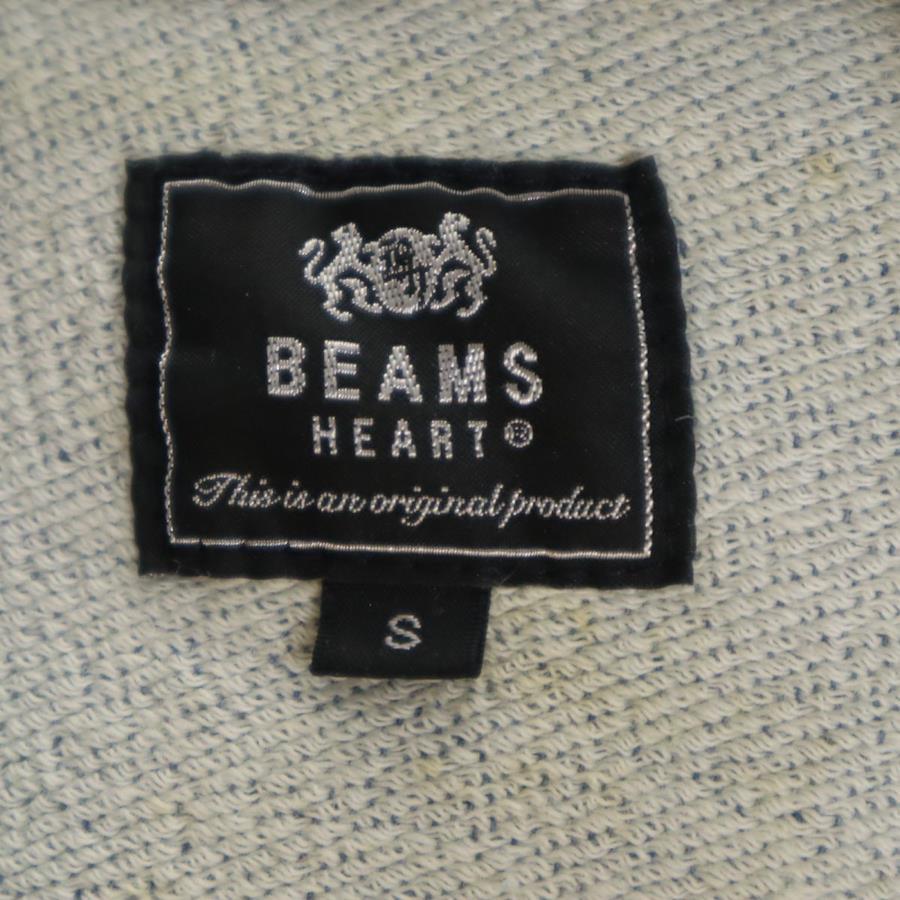 BEAMS
HEART®
This is an original product
S